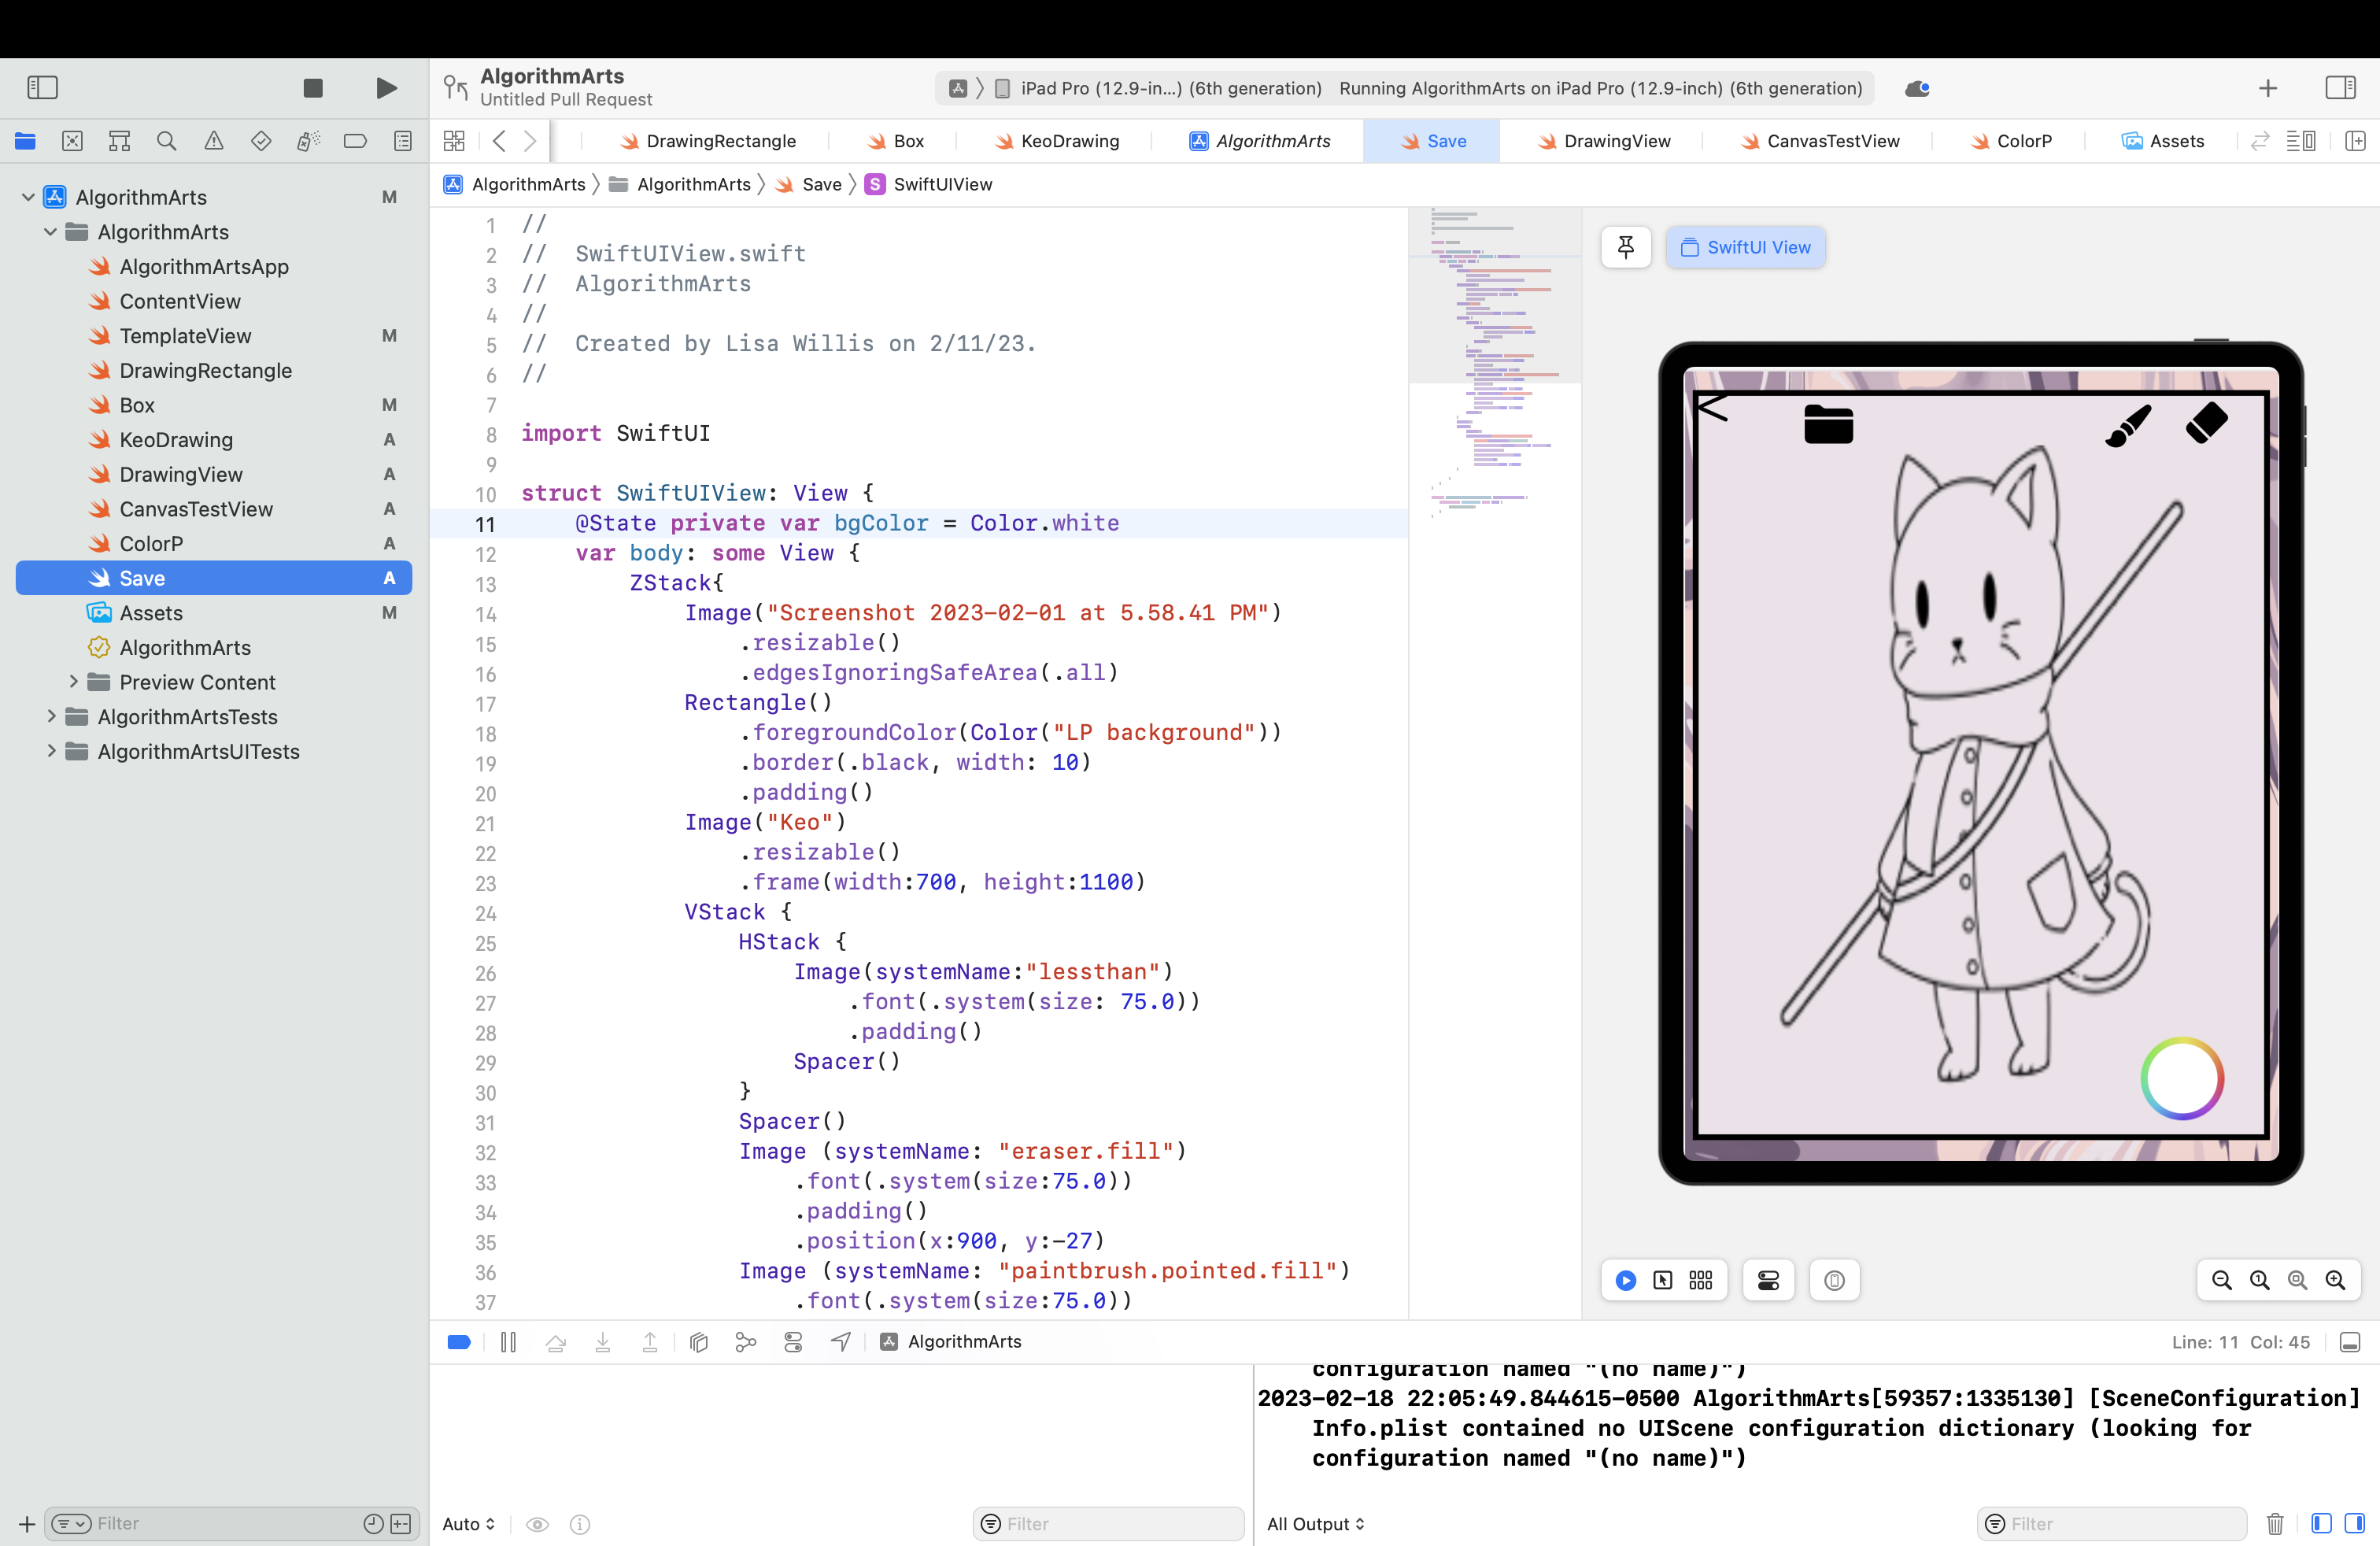 AlgorithmArts
Untitled Pull Request
iPad Pro (12.9-in...) (6th generation)
Running AlgorithmArts on iPad Pro (12.9-inch) (6th generation)
DrawingRectangle
Box
KeoDrawing
AlgorithmArts
Save
DrawingView
CanvasTestView
ColorP
Assets
AlgorithmArts
AlgorithmArts
Save
S SwiftUIView
AlgorithmArts M
AlgorithmArts
AlgorithmArtsApp
ContentView
TemplateView M
DrawingRectangle
Box M
KeoDrawing A
DrawingView A
CanvasTestView A
ColorP A
Save A
Assets M
AlgorithmArts
Preview Content
AlgorithmArtsTests
AlgorithmArtsUITests
Filter
1 //
2 //  SwiftUIView.swift
3 //  AlgorithmArts
4 //
5 //  Created by Lisa Willis on 2/11/23.
6 //
7
8 import SwiftUI
9
10 struct SwiftUIView: View {
11     @State private var bgColor = Color.white
12     var body: some View {
13         ZStack{
14             Image("Screenshot 2023-02-01 at 5.58.41 PM")
15                 .resizable()
16                 .edgesIgnoringSafeArea(.all)
17             Rectangle()
18                 .foregroundColor(Color("LP background"))
19                 .border(.black, width: 10)
20                 .padding()
21             Image("Keo")
22                 .resizable()
23                 .frame(width:700, height:1100)
24             VStack {
25                 HStack {
26                     Image(systemName:"lessthan")
27                         .font(.system(size: 75.0))
28                         .padding()
29                     Spacer()
30                 }
31                 Spacer()
32                 Image (systemName: "eraser.fill")
33                     .font(.system(size:75.0))
34                     .padding()
35                     .position(x:900, y:-27)
36                 Image (systemName: "paintbrush.pointed.fill")
37                     .font(.system(size:75.0))
SwiftUI View
AlgorithmArts
Line: 11 Col: 45
configuration named "(no name)")
2023-02-18 22:05:49.844615-0500 AlgorithmArts[59357:1335130] [SceneConfiguration]
Info.plist contained no UIScene configuration dictionary (looking for
configuration named "(no name)")
Auto
Filter
All Output
Filter